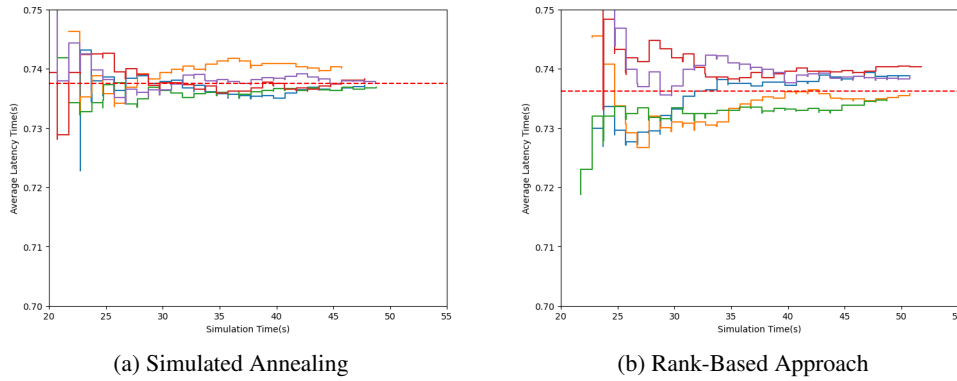 0.75
0.74
0.73
0.72
0.71
0.70
Average Latency Time(s)
20 25 30 35 40 45 50 55
Simulation Time(s)
(a) Simulated Annealing
0.75
0.74
0.73
0.72
0.71
0.70
Average Latency Time(s)
20 25 30 35 40 45 50 55
Simulation Time(s)
(b) Rank-Based Approach